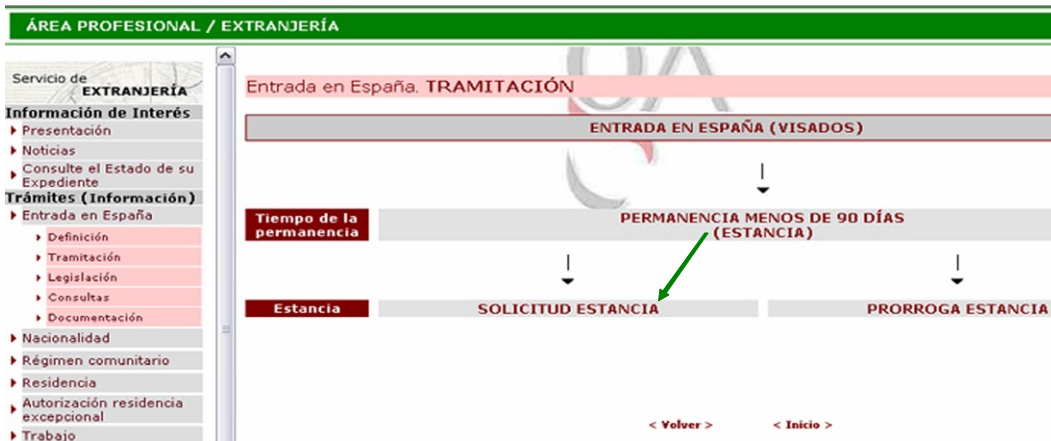 ÁREA PROFESIONAL / EXTRANJERÍA
Servicio de
EXTRANJERÍA
Información de Interés
Presentación
Noticias
Consulte el Estado de su
Expediente
Trámites (Información)
Entrada en España
Definición
Tramitación
Legislación
Consultas
Documentación
Nacionalidad
Régimen comunitario
Residencia
Autorización residencia
excepcional
Trabajo
Entrada en España. TRAMITACIÓN
ENTRADA EN ESPAÑA (VISADOS)
Tiempo de la
permanencia
PERMANENCIA MENOS DE 90 DÍAS
(ESTANCIA)
Estancia
SOLICITUD ESTANCIA
PRORROGA ESTANCIA
< Volver >
< Inicio >